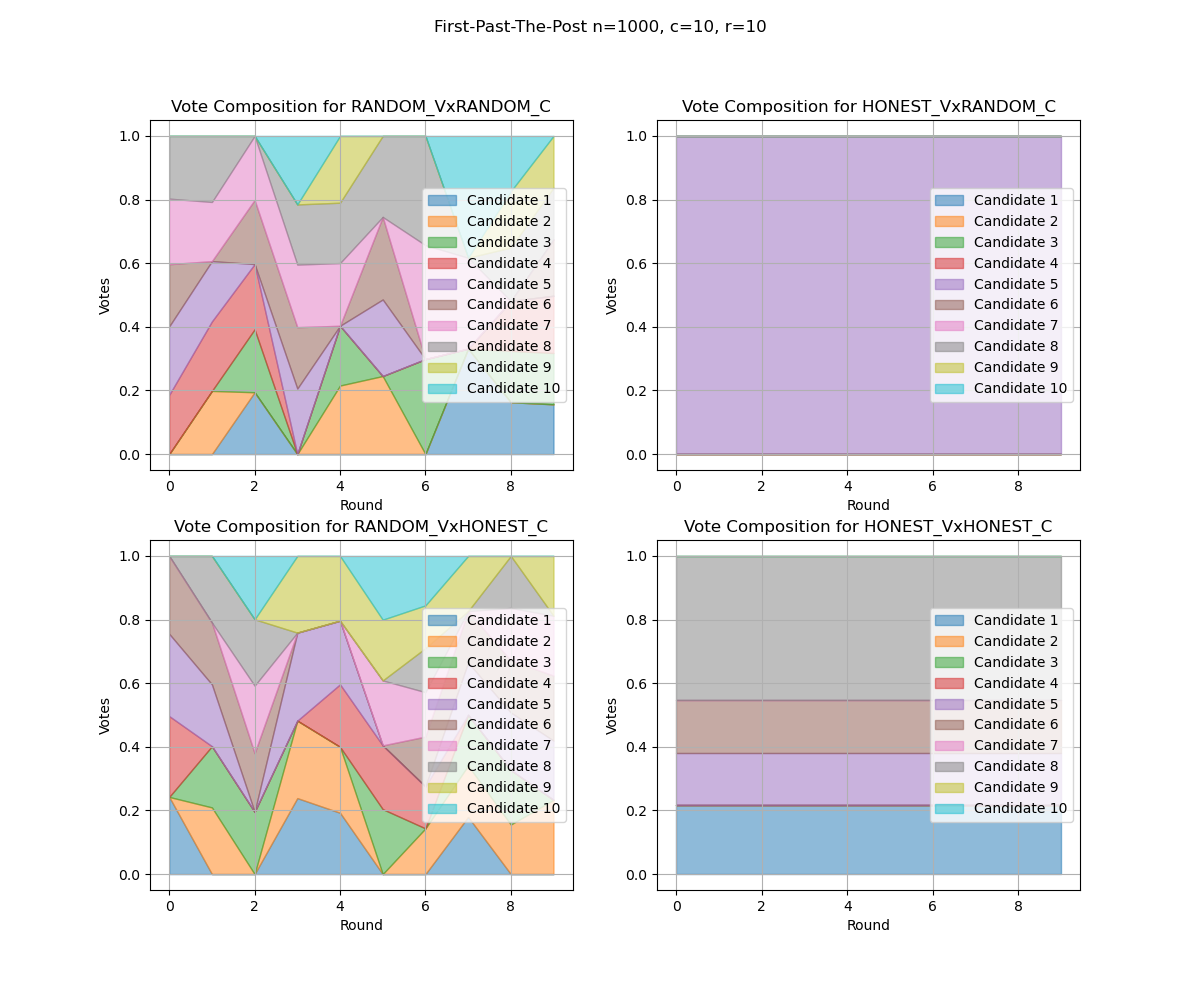 First-Past-The-Post n=1000, c=10, r=10
Vote Composition for RANDOM_VxRANDOM_C
1.0
0.8
0.6
0.4
0.2
0.0
Votes
0 2 4 6 8
Round
Candidate 1
Candidate 2
Candidate 3
Candidate 4
Candidate 5
Candidate 6
Candidate 7
Candidate 8
Candidate 9
Candidate 10
Vote Composition for HONEST_VxRANDOM_C
1.0
0.8
0.6
0.4
0.2
0.0
Votes
0 2 4 6 8
Round
Candidate 1
Candidate 2
Candidate 3
Candidate 4
Candidate 5
Candidate 6
Candidate 7
Candidate 8
Candidate 9
Candidate 10
Vote Composition for RANDOM_VxHONEST_C
1.0
0.8
0.6
0.4
0.2
0.0
Votes
0 2 4 6 8
Round
Candidate 1
Candidate 2
Candidate 3
Candidate 4
Candidate 5
Candidate 6
Candidate 7
Candidate 8
Candidate 9
Candidate 10
Vote Composition for HONEST_VxHONEST_C
1.0
0.8
0.6
0.4
0.2
0.0
Votes
0 2 4 6 8
Round
Candidate 1
Candidate 2
Candidate 3
Candidate 4
Candidate 5
Candidate 6
Candidate 7
Candidate 8
Candidate 9
Candidate 10